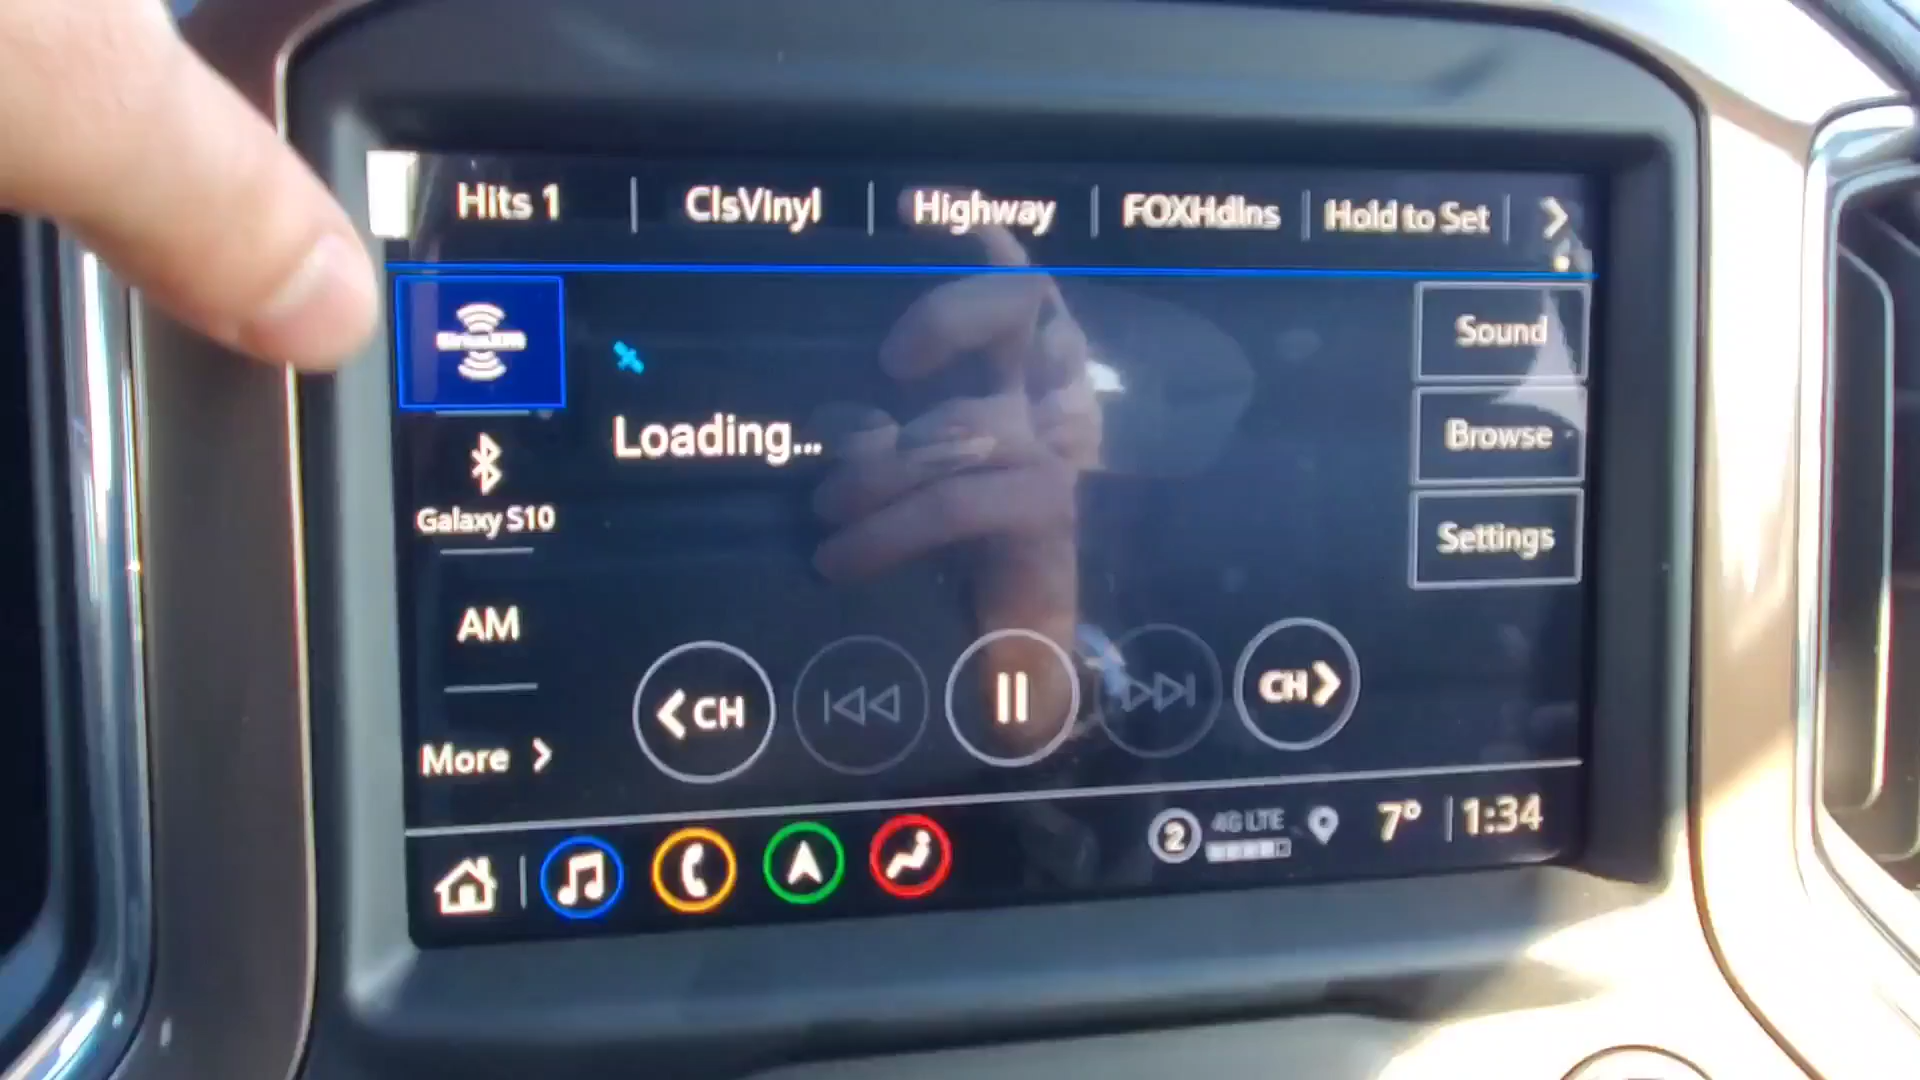 Hits 1
ClsVinyl
Highway
FOXHdlns
Hold to Set
SiriusXM
Sound
Loading...
Browse
Galaxy S10
Settings
AM
CH
CH
More
2
4G LTE
7°
1:34